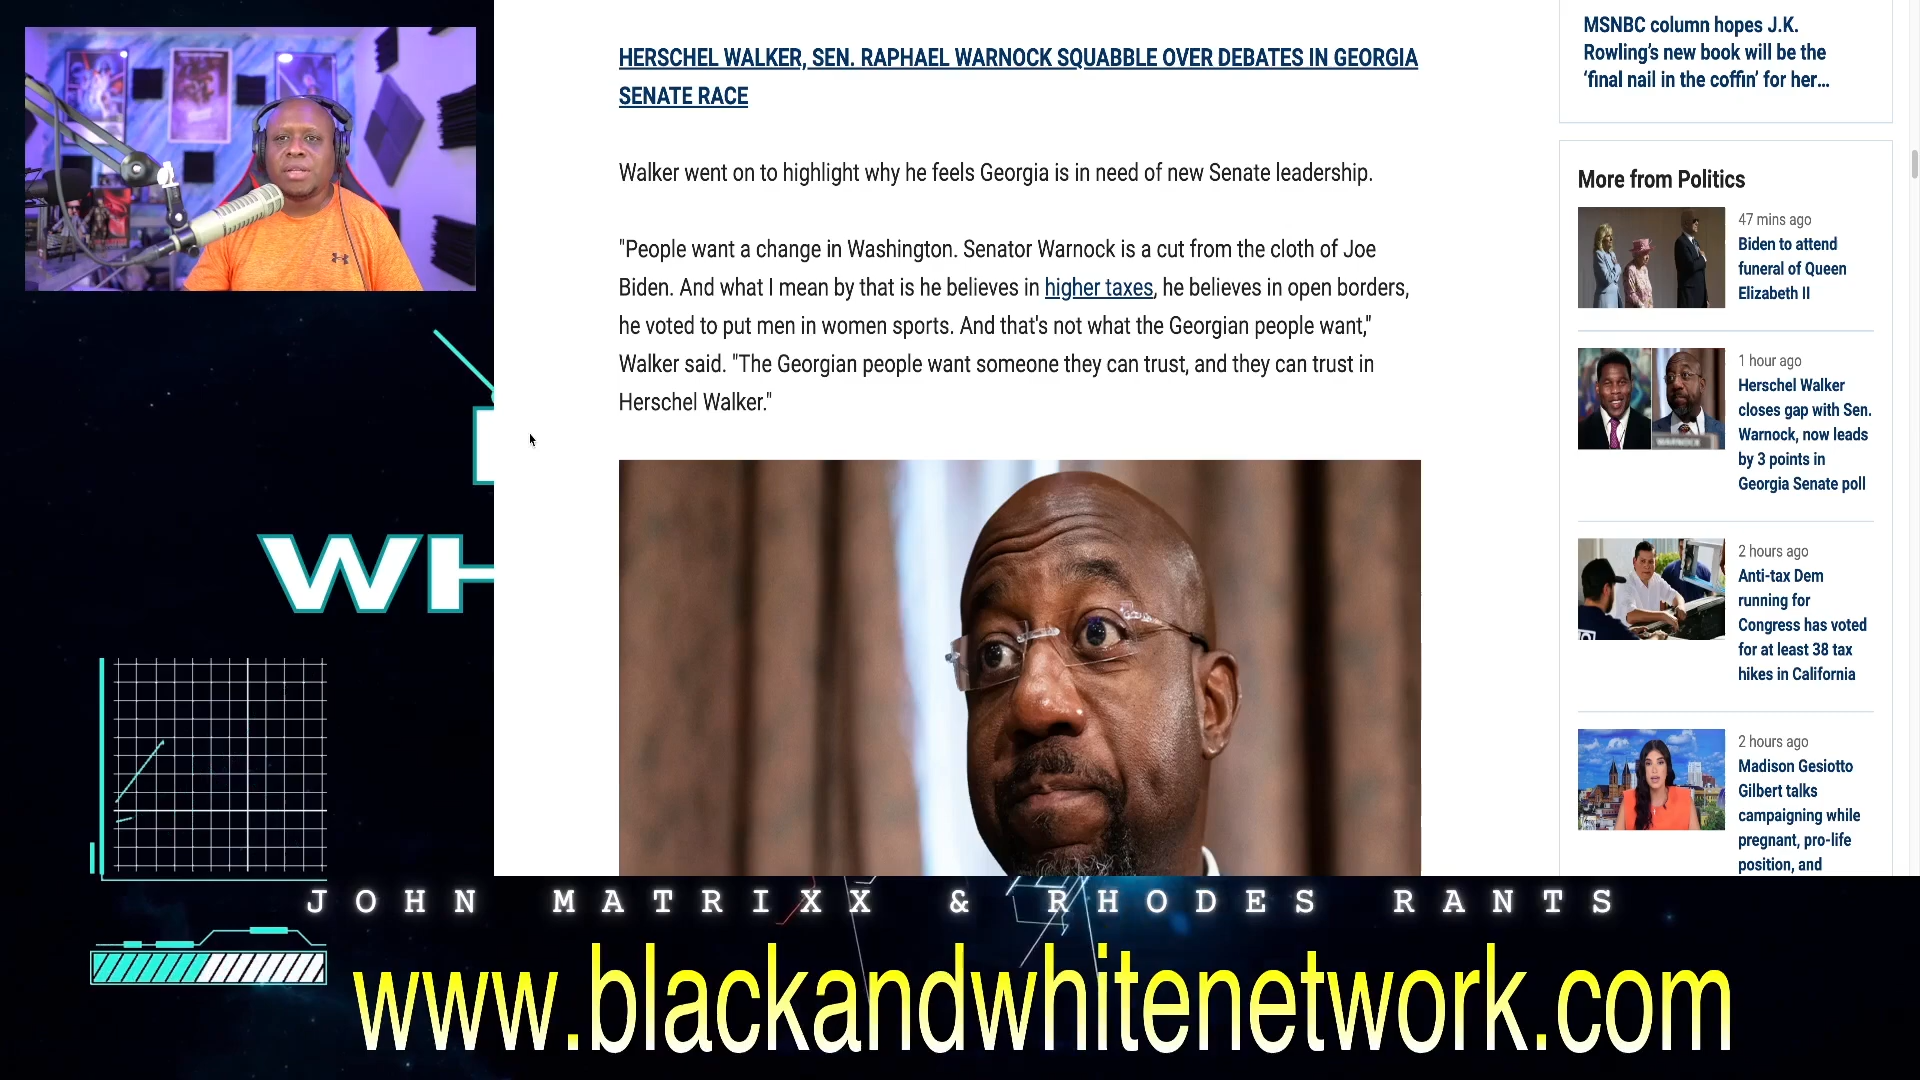 HERSCHEL WALKER, SEN. RAPHAEL WARNOCK SQUABBLE OVER DEBATES IN GEORGIA
SENATE RACE
Walker went on to highlight why he feels Georgia is in need of new Senate leadership.
"People want a change in Washington. Senator Warnock is a cut from the cloth of Joe
Biden. And what I mean by that is he believes in higher taxes, he believes in open borders,
he voted to put men in women sports. And that's not what the Georgian people want,"
Walker said. "The Georgian people want someone they can trust, and they can trust in
Herschel Walker."
MSNBC column hopes J.K.
Rowling's new book will be the
'final nail in the coffin' for her...
More from Politics
47 mins ago
Biden to attend
funeral of Queen
Elizabeth II
1 hour ago
Herschel Walker
closes gap with Sen.
Warnock, now leads
by 3 points in
Georgia Senate poll
WARNOCK
2 hours ago
Anti-tax Dem
running for
Congress has voted
for at least 38 tax
hikes in California
2 hours ago
Madison Gesiotto
Gilbert talks
campaigning while
pregnant, pro-life
position, and
WH
JOHN MATRIXX & RHODES RANTS
www.blackandwhitenetwork.com